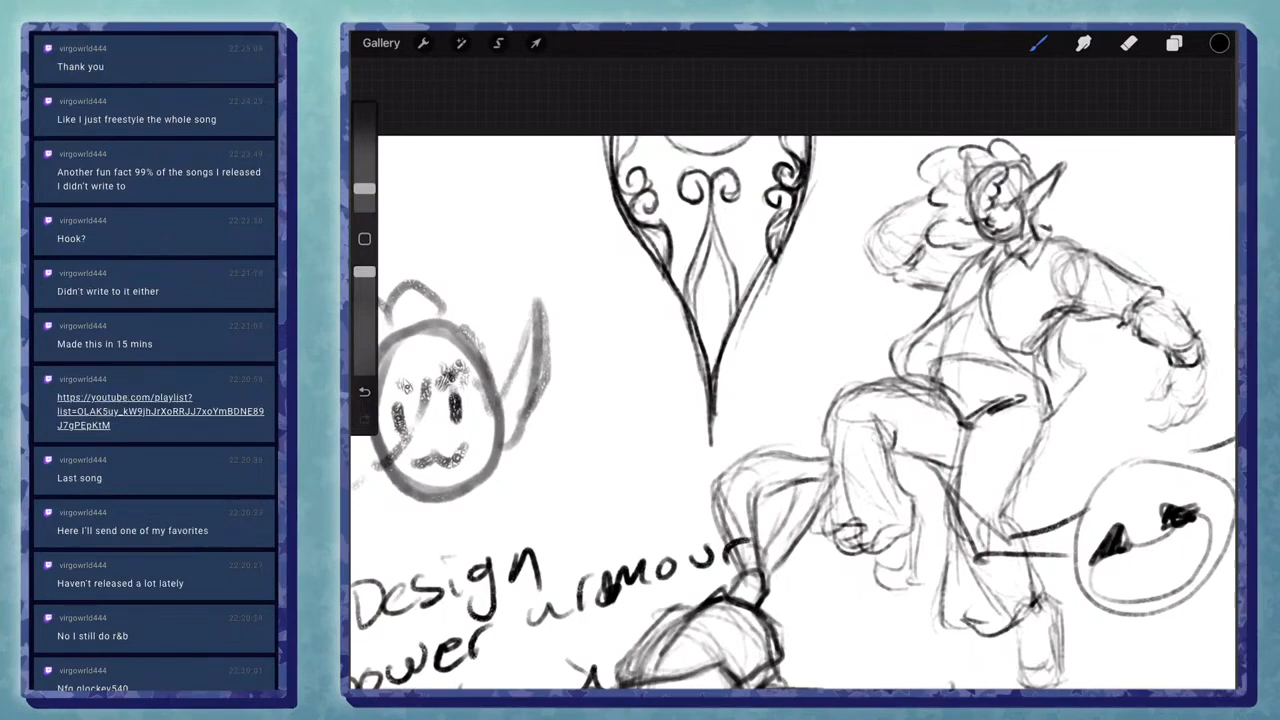 virgowrld444
Thank you
virgowrld444
Like I just freestyle the whole song
virgowrld444
Another fun fact 99% of the songs I released
I didn't write to
virgowrld444
Hook?
virgowrld444
Didn't write to it either
virgowrld444
Made this in 15 mins
virgowrld444
https://youtube.com/playlist?
virgowrld444
Last song
virgowrld444
Here I'll send one of my favorites
virgowrld444
Haven't released a lot lately
virgowrld444
No I still do r&b
virgowrld444
Gallery
Design
armour
power